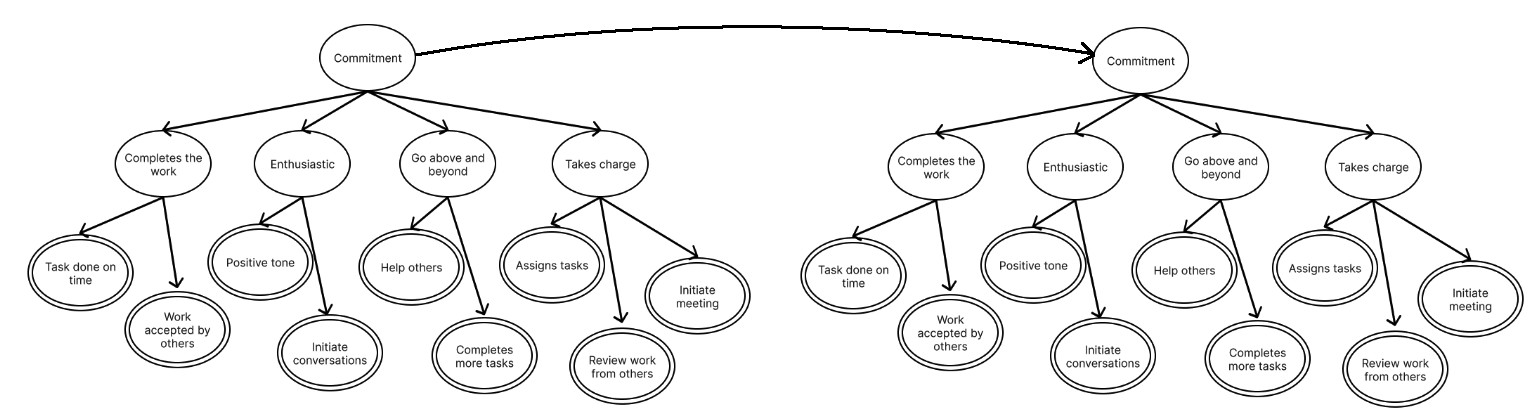 Commitment
Completes the
work
Enthusiastic
Go above and
beyond
Takes charge
Task done on
time
Work
accepted by
others
Positive tone
Initiate
conversations
Help others
Completes
more tasks
Assigns tasks
Review work
from others
Initiate
meeting
Commitment
Completes the
work
Enthusiastic
Go above and
beyond
Takes charge
Task done on
time
Work
accepted by
others
Positive tone
Initiate
conversations
Help others
Completes
more tasks
Assigns tasks
Review work
from others
Initiate
meeting